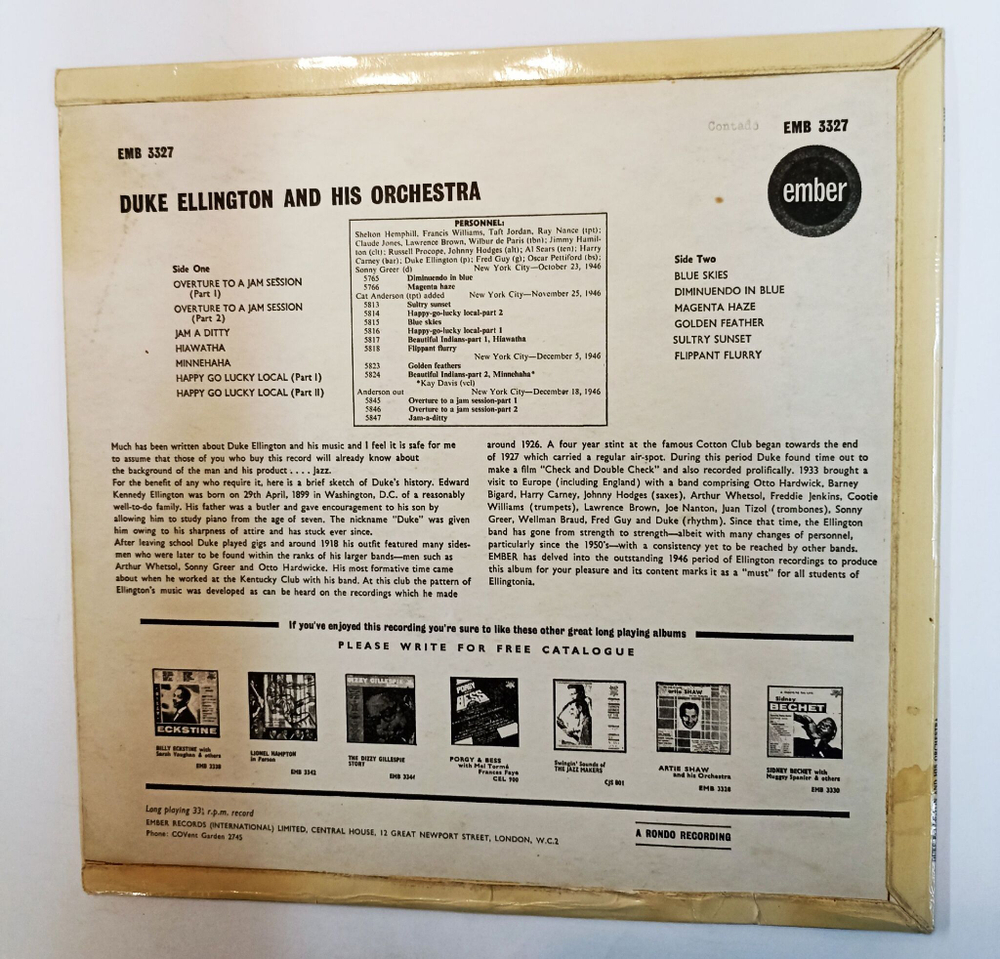 Contado EMB 3327
EMB 3327
ember
DUKE ELLINGTON AND HIS ORCHESTRA
Side One
OVERTURE TO A JAM SESSION
(Part I)
OVERTURE TO A JAM SESSION
(Part 2)
JAM A DITTY
HIAWATHA
MINNEHAHA
HAPPY GO LUCKY LOCAL (Part I)
HAPPY GO LUCKY LOCAL (Part II)
PERSONNEL:
Shelton Hemphill, Francis Williams, Taft Jordan, Ray Nance (tpt);
Claude Jones, Lawrence Brown, Wilbur de Paris (tbn); Jimmy Hamil-
ton (clt); Russell Procope, Johnny Hodges (alt); Al Sears (ten); Harry
Carney (bar); Duke Ellington (p); Fred Guy (g); Oscar Pettiford (bs);
Sonny Greer (d) New York City—October 23, 1946
5765 Diminuendo in blue
5766 Magenta haze
Cat Anderson (tpt) added New York City—November 25, 1946
5813 Sultry sunset
5814 Happy-go-lucky local-part 2
5815 Blue skies
5816 Happy-go-lucky local-part 1
5817 Beautiful Indians-part 1, Hiawatha
5818 Flippant flurry
New York City—December 5, 1946
5823 Golden feathers
5824 Beautiful Indians-part 2, Minnehaha*
*Kay Davis (vcl)
Anderson out New York City—December 18, 1946
5845 Overture to a jam session-part 1
5846 Overture to a jam session-part 2
5847 Jam-a-ditty
Side Two
BLUE SKIES
DIMINUENDO IN BLUE
MAGENTA HAZE
GOLDEN FEATHER
SULTRY SUNSET
FLIPPANT FLURRY
Much has been written about Duke Ellington and his music and I feel it is safe for me
to assume that those of you who buy this record will already know about
the background of the man and his product . . . . Jazz.
For the benefit of any who require it, here is a brief sketch of Duke's history. Edward
Kennedy Ellington was born on 29th April, 1899 in Washington, D.C. of a reasonably
well-to-do family. His father was a butler and gave encouragement to his son by
allowing him to study piano from the age of seven. The nickname "Duke" was given
him owing to his sharpness of attire and has stuck ever since.
After leaving school Duke played gigs and around 1918 his outfit featured many sides-
men who were later to be found within the ranks of his larger bands—men such as
Arthur Whetsol, Sonny Greer and Otto Hardwicke. His most formative time came
about when he worked at the Kentucky Club with his band. At this club the pattern of
Ellington's music was developed as can be heard on the recordings which he made
around 1926. A four year stint at the famous Cotton Club began towards the end
of 1927 which carried a regular air-spot. During this period Duke found time out to
make a film "Check and Double Check" and also recorded prolifically. 1933 brought a
visit to Europe (including England) with a band comprising Otto Hardwick, Barney
Bigard, Harry Carney, Johnny Hodges (saxes), Arthur Whetsol, Freddie Jenkins, Cootie
Williams (trumpets), Lawrence Brown, Joe Nanton, Juan Tizol (trombones), Sonny
Greer, Wellman Braud, Fred Guy and Duke (rhythm). Since that time, the Ellington
band has gone from strength to strength—albeit with many changes of personnel,
particularly since the 1950's—with a consistency yet to be reached by other bands.
EMBER has delved into the outstanding 1946 period of Ellington recordings to produce
this album for your pleasure and its content marks it as a "must" for all students of
Ellingtonia.
If you've enjoyed this recording you're sure to like these other great long playing albums
PLEASE WRITE FOR FREE CATALOGUE
ECKSTINE
DIZZY GILLESPIE
PORGY
BESS
artie SHAW
Sidney
BECHET
BILLY ECKSTINE with
Sarah Vaughan & others
EMB 3338
LIONEL HAMPTON
in Person
EMB 3343
THE DIZZY GILLESPIE
STORY
EMB 3344
PORGY & BESS
with Mel Tormé
Frances Faye
CEL 900
Swingin' Sounds of
THE JAZZ MAKERS
CJS 801
ARTIE SHAW
and his Orchestra
EMB 3328
SIDNEY BECHET with
Muggsy Spanier & others
EMB 3330
Long playing 33⅓ r.p.m. record
EMBER RECORDS (INTERNATIONAL) LIMITED, CENTRAL HOUSE, 12 GREAT NEWPORT STREET, LONDON, W.C.2
Phone: COVent Garden 2745
A RONDO RECORDING